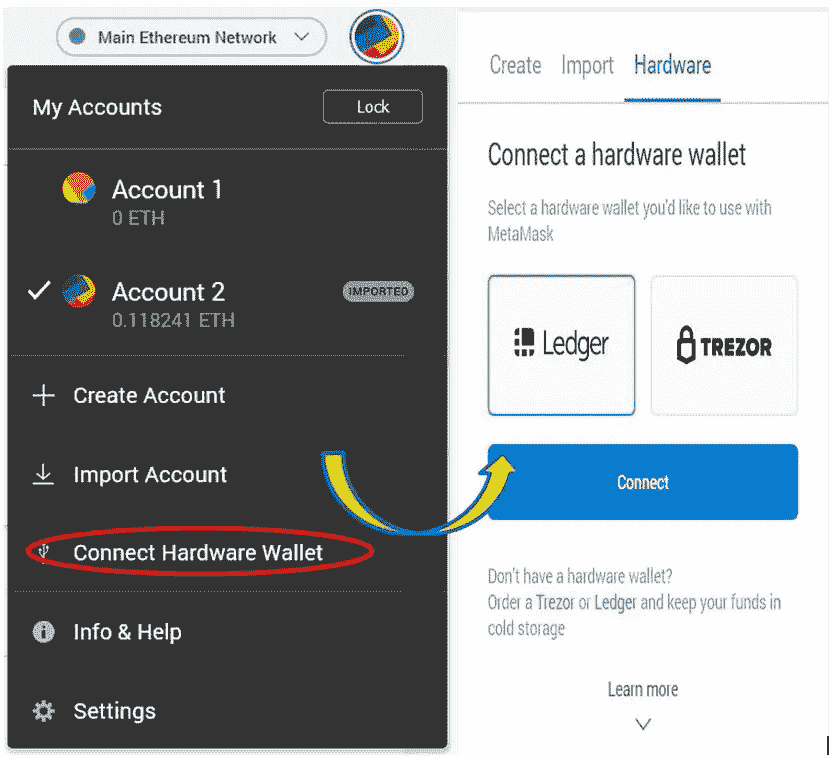 Main Ethereum Network
My Accounts
Lock
Account 1
0 ETH
Account 2
IMPORTED
0.118241 ETH
Create Account
Import Account
Connect Hardware Wallet
Info & Help
Settings
Create Import Hardware
Connect a hardware wallet
Select a hardware wallet you'd like to use with
MetaMask
Ledger
TREZOR
Connect
Don't have a hardware wallet?
Order a Trezor or Ledger and keep your funds in
cold storage
Learn more